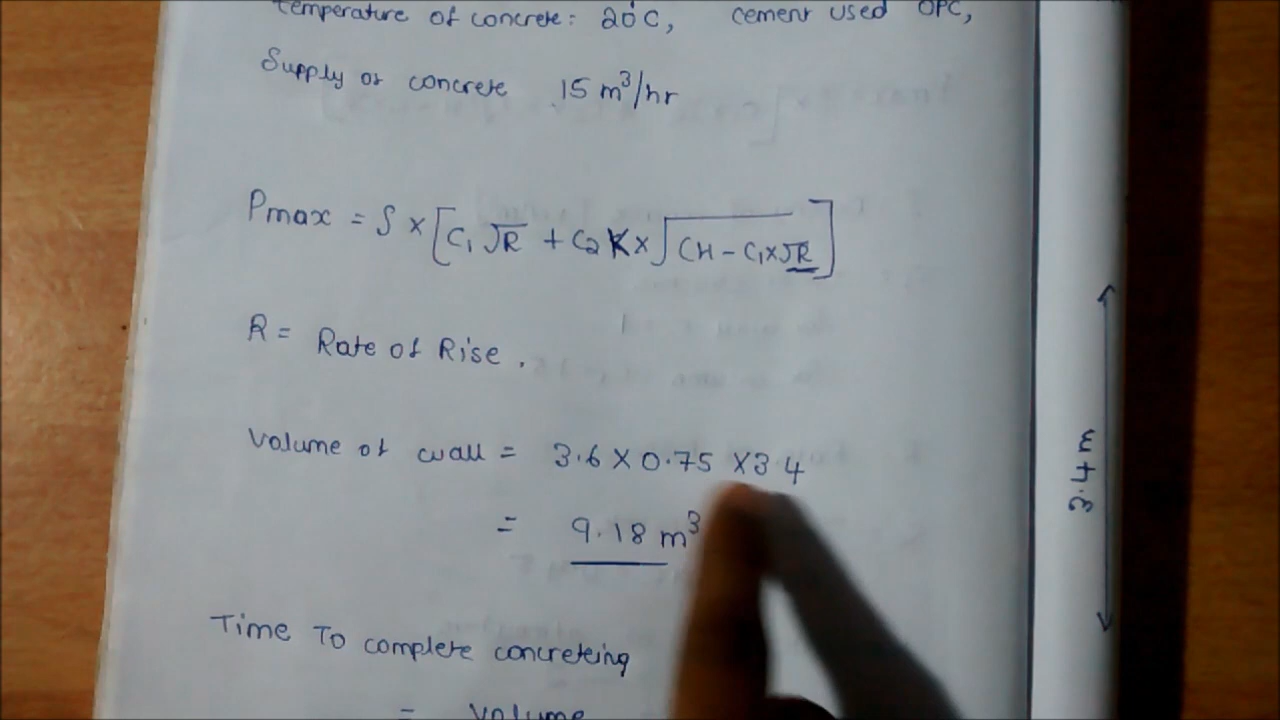 Temperature of concrete: 20°C, cement used OPC,
Supply of concrete 15 m³/hr
Pmax = ρ × [C₁ √R + C₂ K × √(CH - C₁×√R)]
R = Rate of Rise.
Volume of wall = 3.6 × 0.75 × 3.4
= 9.18 m³
Time To complete concreteing
= Volume
3.4 m